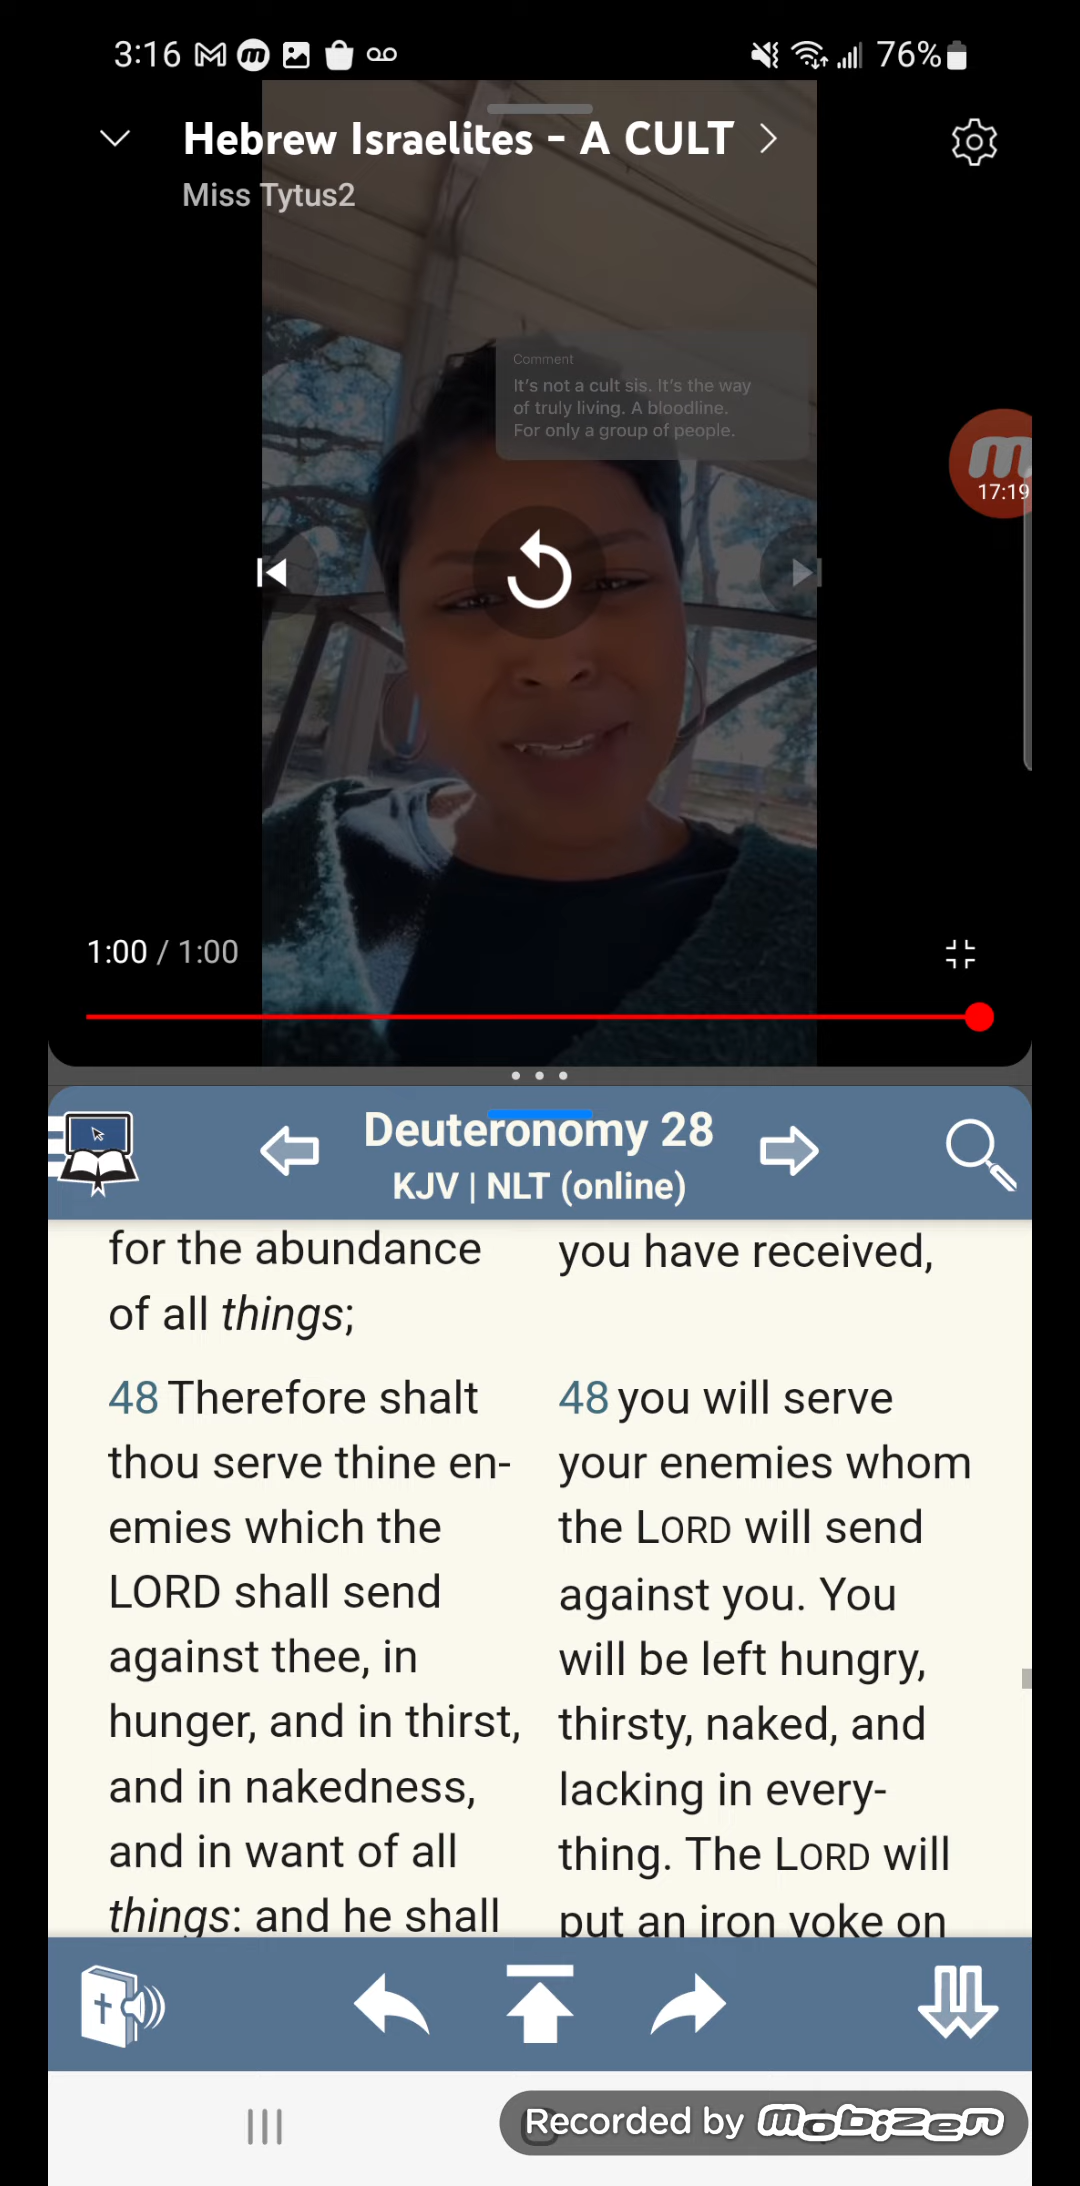 3:16
76%
Hebrew Israelites - A CULT
Miss Tytus2
Comment
It's not a cult sis. It's the way
of truly living. A bloodline.
For only a group of people.
17:19
1:00 / 1:00
Deuteronomy 28
KJV | NLT (online)
for the abundance
of all things;
48 Therefore shalt
thou serve thine en-
emies which the
LORD shall send
against thee, in
hunger, and in thirst,
and in nakedness,
and in want of all
things: and he shall
you have received,
48 you will serve
your enemies whom
the LORD will send
against you. You
will be left hungry,
thirsty, naked, and
lacking in every-
thing. The LORD will
put an iron yoke on
Recorded by mobizen